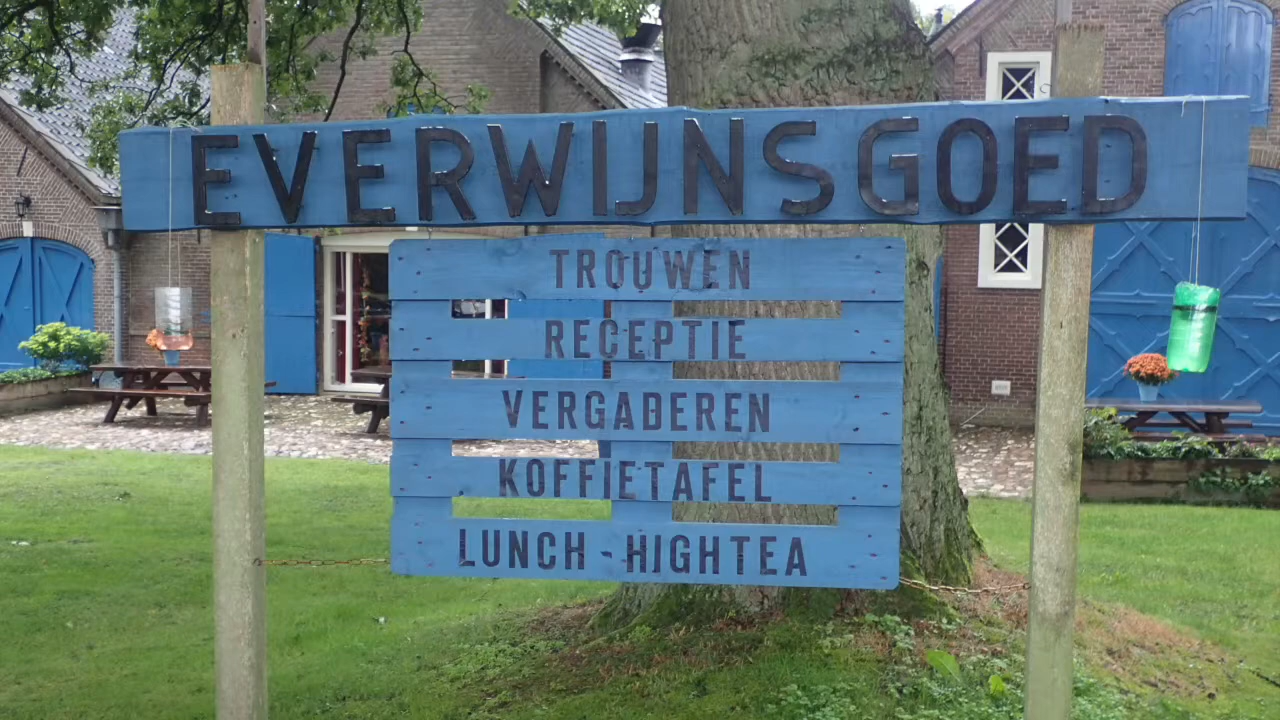 EVERWIJNSGOED
TROUWEN
RECEPTIE
VERGADEREN
KOFFIETAFEL
LUNCH - HIGHTEA